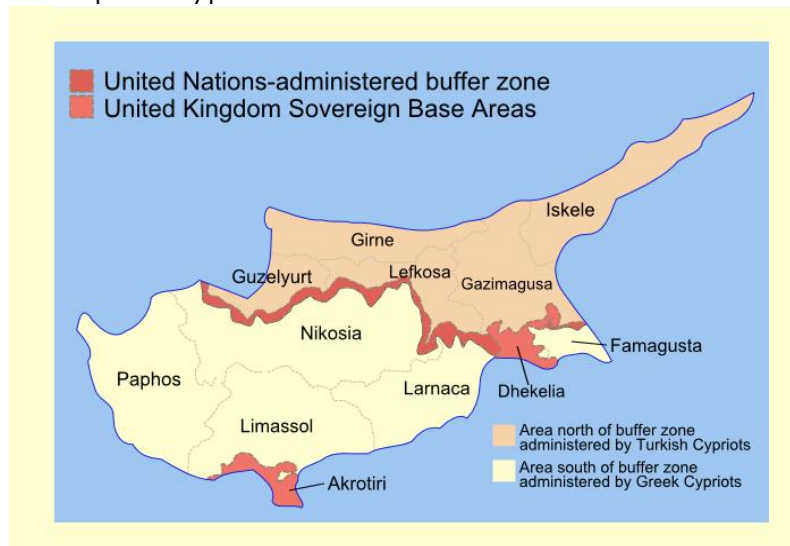 United Nations-administered buffer zone
United Kingdom Sovereign Base Areas
Iskele
Girne
Lefkosa
Guzelyurt
Gazimagusa
Nikosia
Famagusta
Paphos
Larnaca
Dhekelia
Limassol
Area north of buffer zone
administered by Turkish Cypriots
Area south of buffer zone
administered by Greek Cypriots
Akrotiri